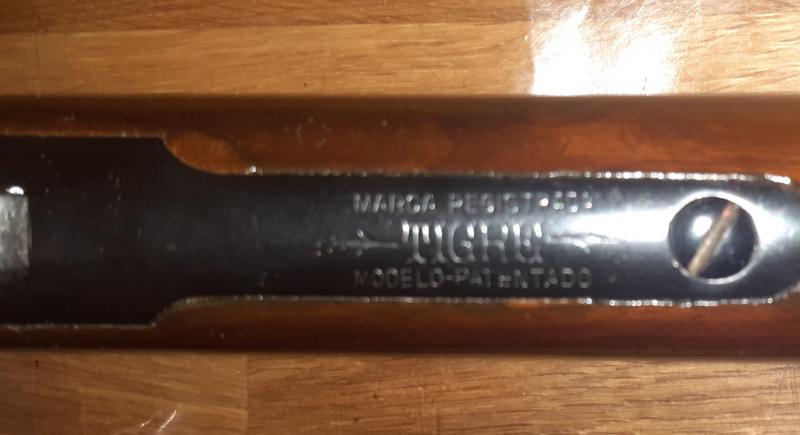 MARCA REGISTRADA
TIGRE
MODELO-PATENTADO